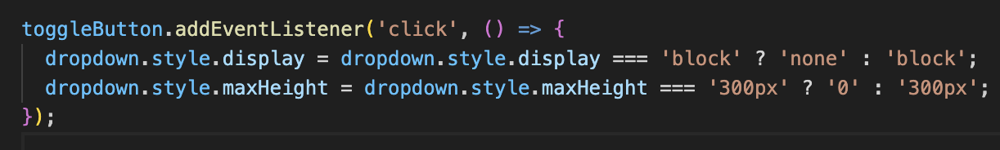 toggleButton.addEventListener('click', () => {
  dropdown.style.display = dropdown.style.display === 'block' ? 'none' : 'block';
  dropdown.style.maxHeight = dropdown.style.maxHeight === '300px' ? '0' : '300px';
});